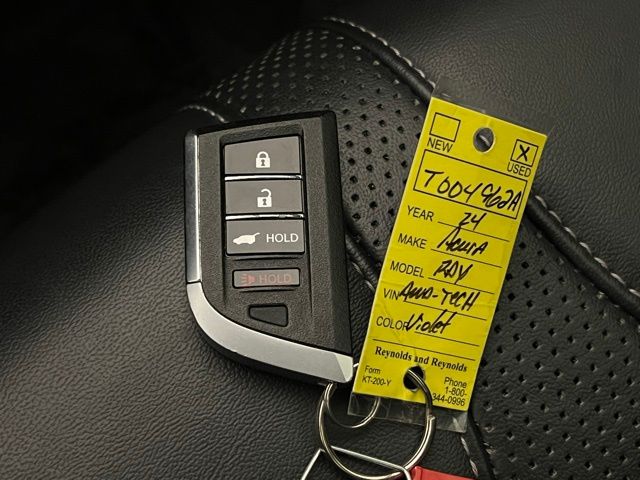 HOLD
HOLD
NEW
X
USED
T004962A
YEAR 24
MAKE Acura
MODEL RDX
VIN AWD-TECH
COLOR Violet
Reynolds and Reynolds
Form
KT-200-Y
Phone
1-800-
344-0996